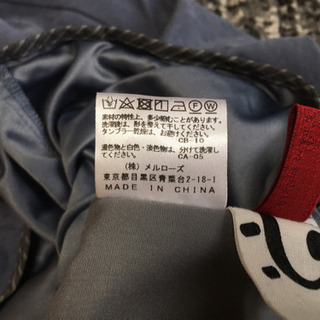 素材の特性上、多少縮むことがあります。
洗濯後は、形を整えて干してください。
タンブラー乾燥は、お避けください。
CB-10
濃色物と白色・淡色物は、分けて洗濯し
てください。
CA-05
(株)メルローズ
東京都目黒区青葉台2-18-1
MADE IN CHINA